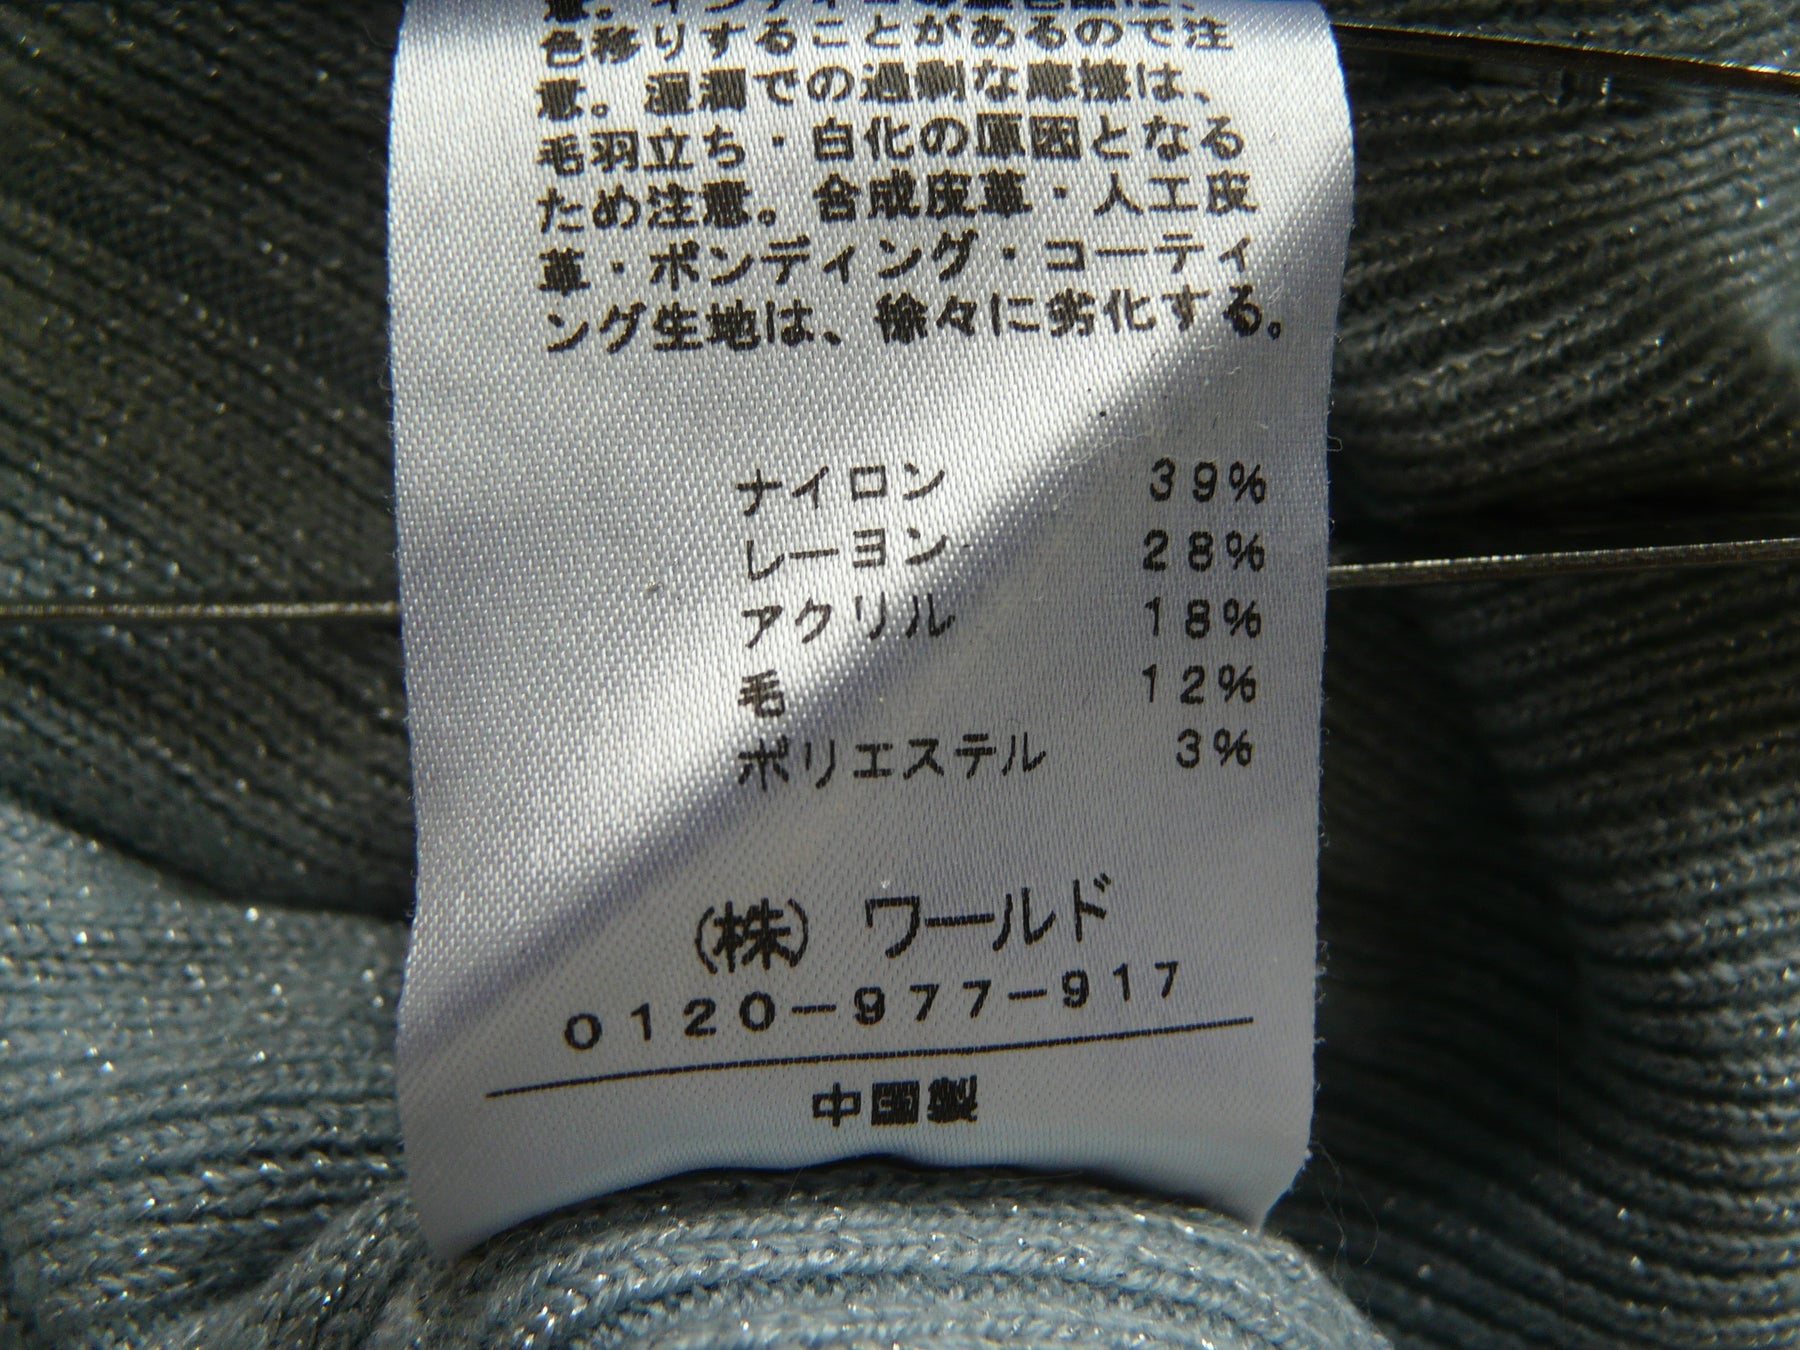 色移りすることがあるので注
意。湿潤での過剰な摩擦は、
毛羽立ち・白化の原因となる
ため注意。合成皮革・人工皮
革・ボンディング・コーティ
ング生地は、徐々に劣化する。
ナイロン 39%
レーヨン 28%
アクリル 18%
毛 12%
ポリエステル 3%
(株) ワールド
0120-977-917
中国製